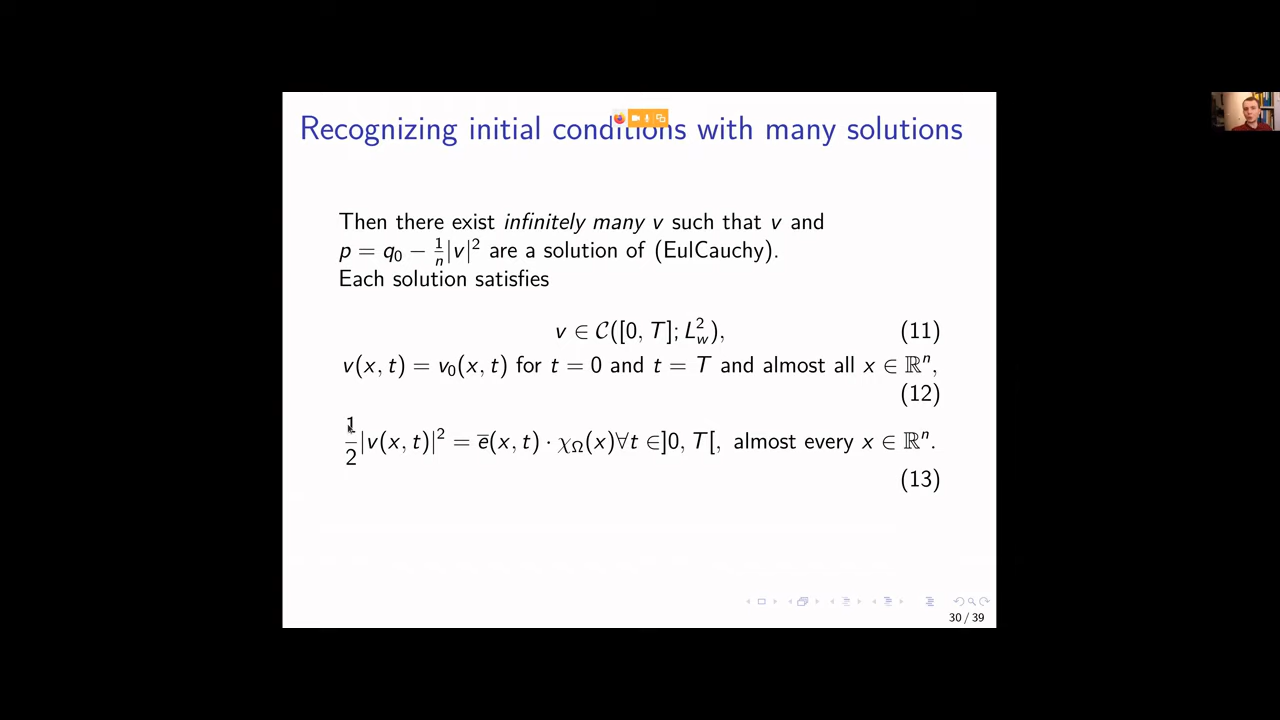 Recognizing initial conditions with many solutions
Then there exist infinitely many v such that v and
p = q₀ − 1/n |v|² are a solution of (EulCauchy).
Each solution satisfies
v ∈ 𝒞([0, T]; L²_w), (11)
v(x, t) = v₀(x, t) for t = 0 and t = T and almost all x ∈ ℝⁿ,
(12)
1/2 |v(x, t)|² = e̅(x, t) · χ_Ω(x)∀t ∈]0, T[, almost every x ∈ ℝⁿ.
(13)
30 / 39